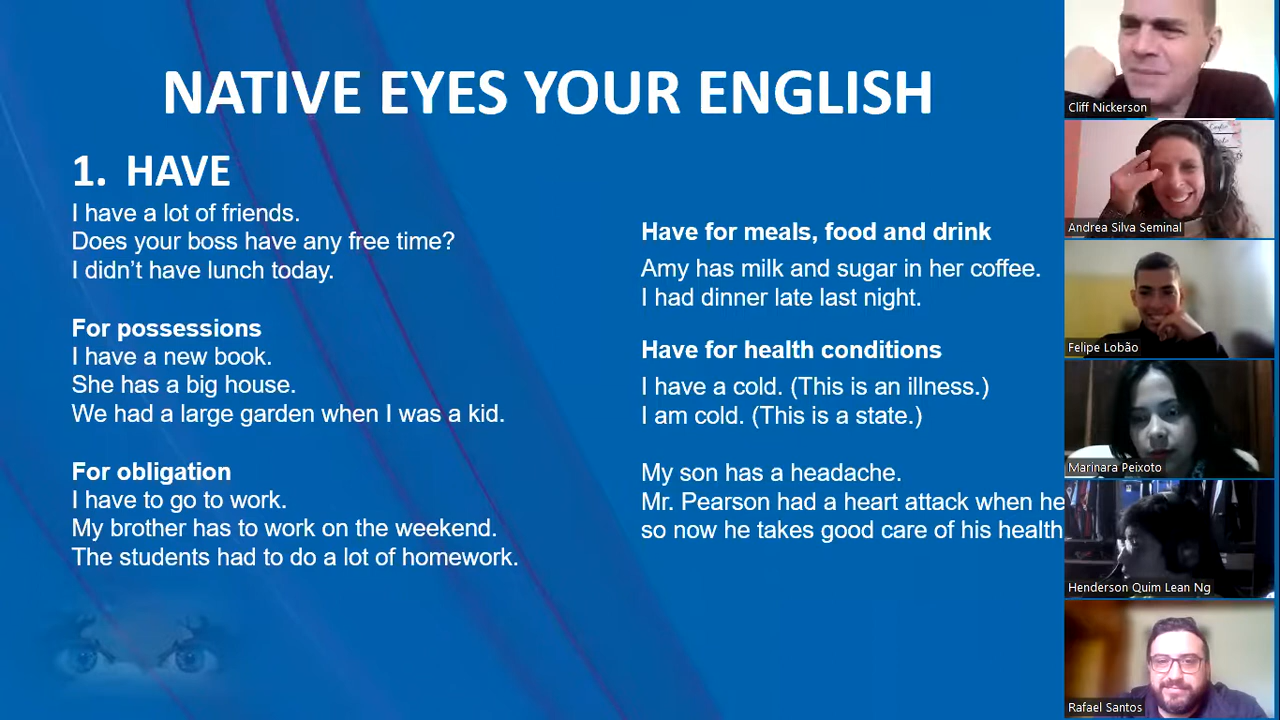 NATIVE EYES YOUR ENGLISH
1. HAVE
I have a lot of friends.
Does your boss have any free time?
I didn’t have lunch today.
For possessions
I have a new book.
She has a big house.
We had a large garden when I was a kid.
For obligation
I have to go to work.
My brother has to work on the weekend.
The students had to do a lot of homework.
Have for meals, food and drink
Amy has milk and sugar in her coffee.
I had dinner late last night.
Have for health conditions
I have a cold. (This is an illness.)
I am cold. (This is a state.)
My son has a headache.
Mr. Pearson had a heart attack when he
so now he takes good care of his health
Cliff Nickerson
Andrea Silva Seminal
Felipe Lobão
Marinara Peixoto
Henderson Quim Lean Ng
Rafael Santos